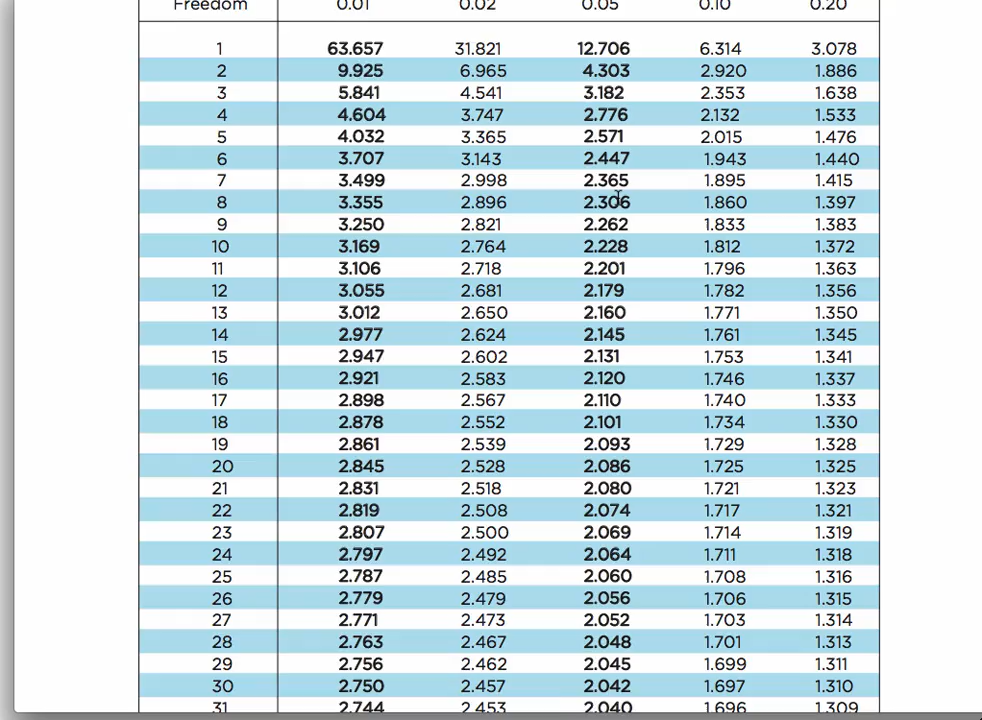 Freedom 0.01 0.02 0.05 0.10 0.20
1 63.657 31.821 12.706 6.314 3.078
2 9.925 6.965 4.303 2.920 1.886
3 5.841 4.541 3.182 2.353 1.638
4 4.604 3.747 2.776 2.132 1.533
5 4.032 3.365 2.571 2.015 1.476
6 3.707 3.143 2.447 1.943 1.440
7 3.499 2.998 2.365 1.895 1.415
8 3.355 2.896 2.306 1.860 1.397
9 3.250 2.821 2.262 1.833 1.383
10 3.169 2.764 2.228 1.812 1.372
11 3.106 2.718 2.201 1.796 1.363
12 3.055 2.681 2.179 1.782 1.356
13 3.012 2.650 2.160 1.771 1.350
14 2.977 2.624 2.145 1.761 1.345
15 2.947 2.602 2.131 1.753 1.341
16 2.921 2.583 2.120 1.746 1.337
17 2.898 2.567 2.110 1.740 1.333
18 2.878 2.552 2.101 1.734 1.330
19 2.861 2.539 2.093 1.729 1.328
20 2.845 2.528 2.086 1.725 1.325
21 2.831 2.518 2.080 1.721 1.323
22 2.819 2.508 2.074 1.717 1.321
23 2.807 2.500 2.069 1.714 1.319
24 2.797 2.492 2.064 1.711 1.318
25 2.787 2.485 2.060 1.708 1.316
26 2.779 2.479 2.056 1.706 1.315
27 2.771 2.473 2.052 1.703 1.314
28 2.763 2.467 2.048 1.701 1.313
29 2.756 2.462 2.045 1.699 1.311
30 2.750 2.457 2.042 1.697 1.310
31 2.744 2.453 2.040 1.696 1.309